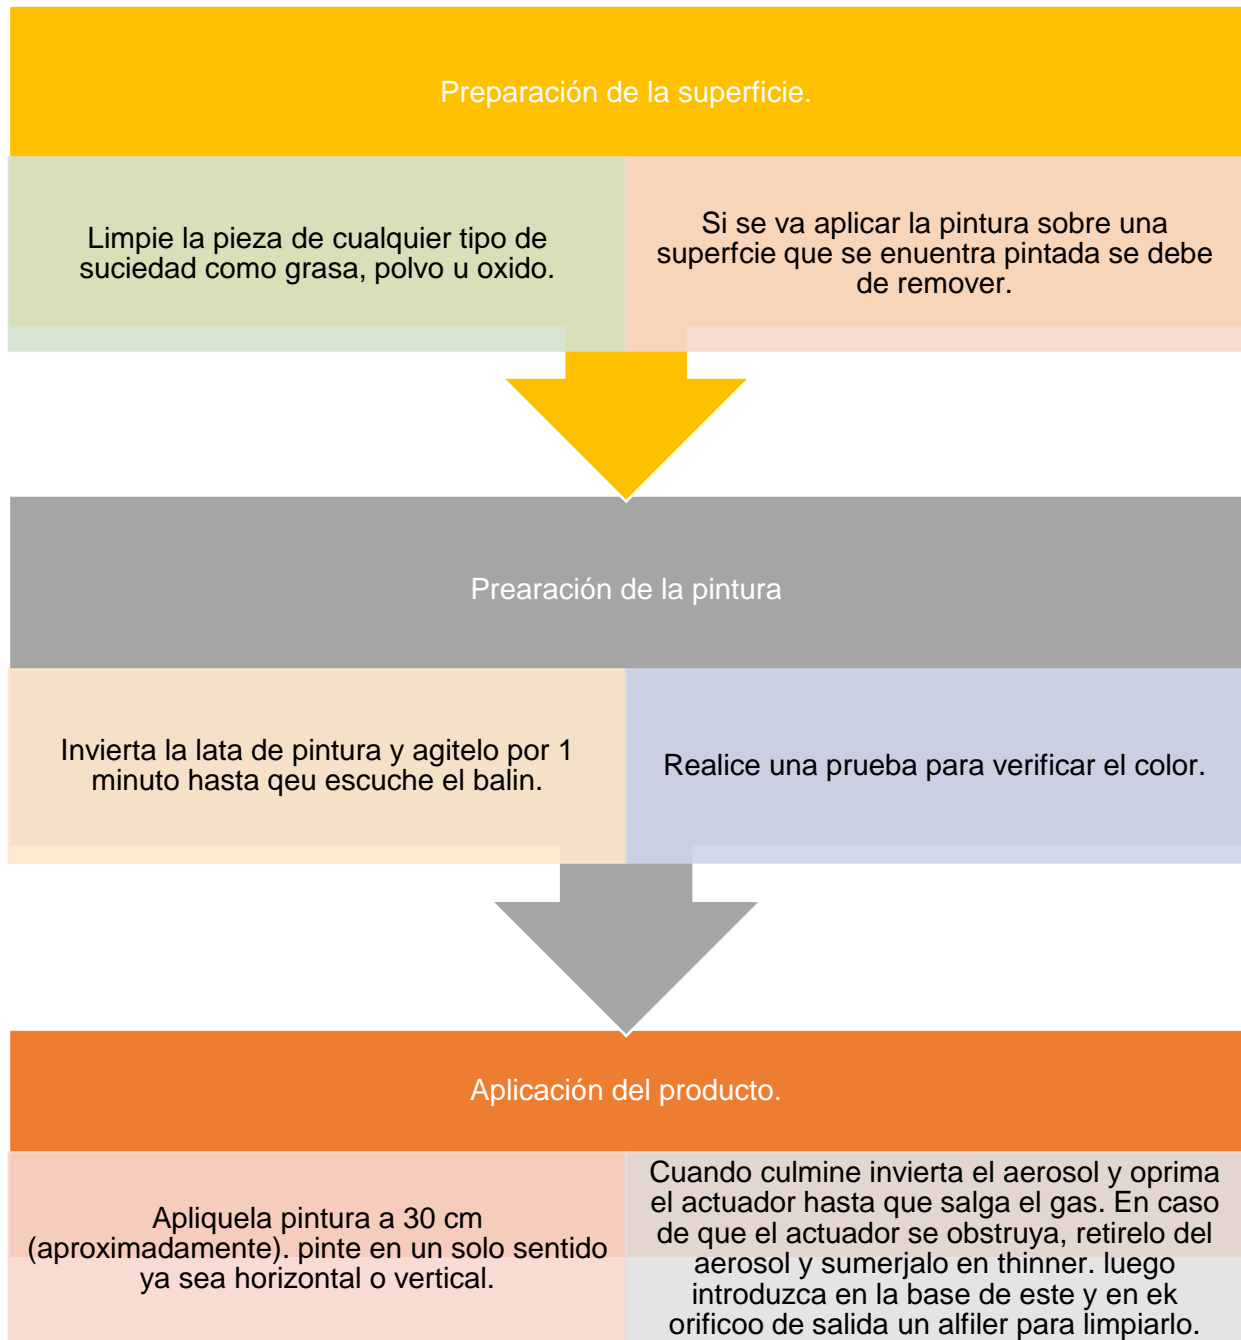 Preparación de la superficie.
Limpie la pieza de cualquier tipo de
suciedad como grasa, polvo u oxido.
Si se va aplicar la pintura sobre una
superfcie que se enuentra pintada se debe
de remover.
Prearación de la pintura
Invierta la lata de pintura y agitelo por 1
minuto hasta qeu escuche el balin.
Realice una prueba para verificar el color.
Aplicación del producto.
Apliquela pintura a 30 cm
(aproximadamente). pinte en un solo sentido
ya sea horizontal o vertical.
Cuando culmine invierta el aerosol y oprima
el actuador hasta que salga el gas. En caso
de que el actuador se obstruya, retirelo del
aerosol y sumerjalo en thinner. luego
introduzca en la base de este y en ek
orificoo de salida un alfiler para limpiarlo.